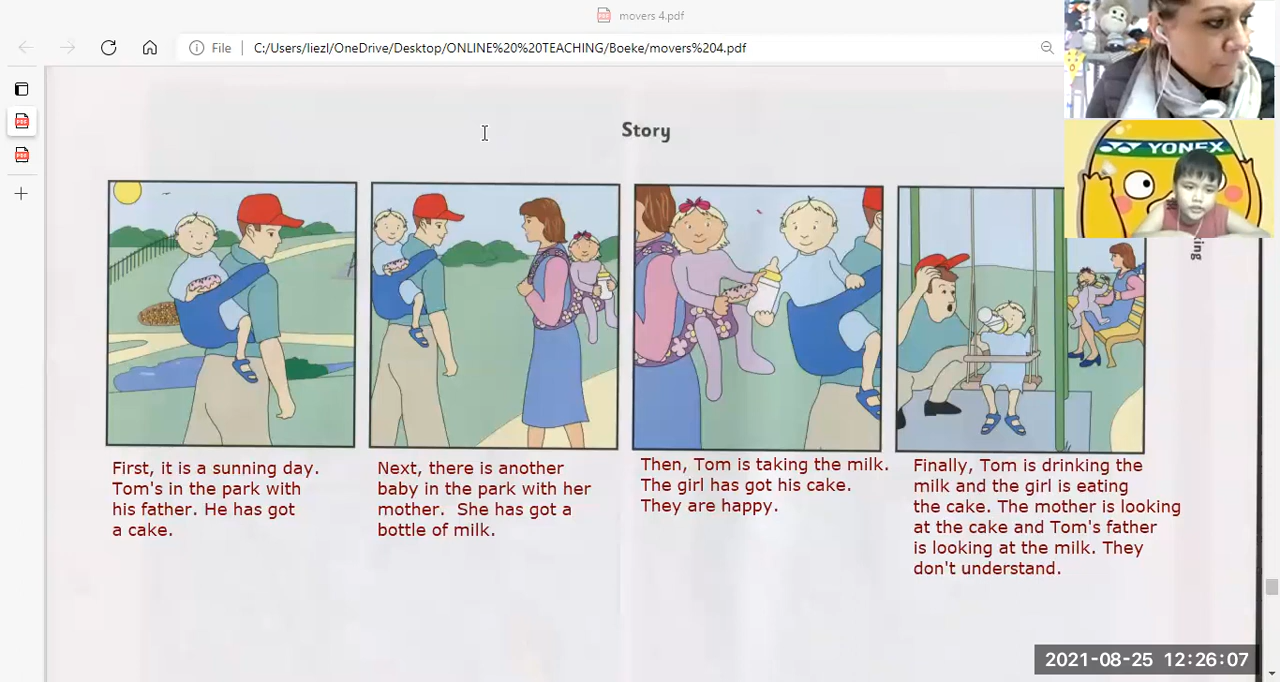 movers 4.pdf
File
C:/Users/liezl/OneDrive/Desktop/ONLINE%20%20TEACHING/Boeke/movers%204.pdf
YONEX
Story
First, it is a sunning day.
Tom's in the park with
his father. He has got
a cake.
Next, there is another
baby in the park with her
mother. She has got a
bottle of milk.
Then, Tom is taking the milk.
The girl has got his cake.
They are happy.
Finally, Tom is drinking the
milk and the girl is eating
the cake. The mother is looking
at the cake and Tom's father
is looking at the milk. They
don't understand.
2021-08-25 12:26:07